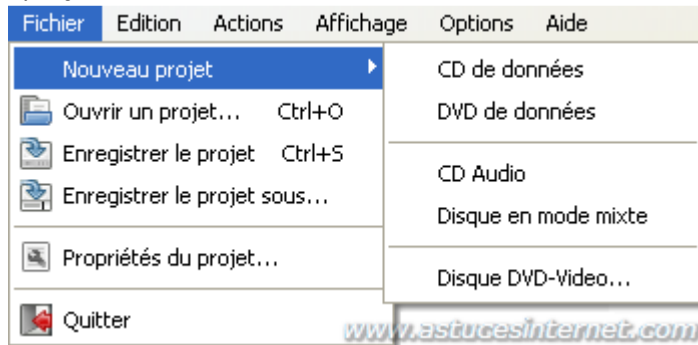 Fichier Edition Actions Affichage Options Aide
Nouveau projet
Ouvrir un projet... Ctrl+O
Enregistrer le projet Ctrl+S
Enregistrer le projet sous...
Propriétés du projet...
Quitter
CD de données
DVD de données
CD Audio
Disque en mode mixte
Disque DVD-Video...
www.astucesinternet.com